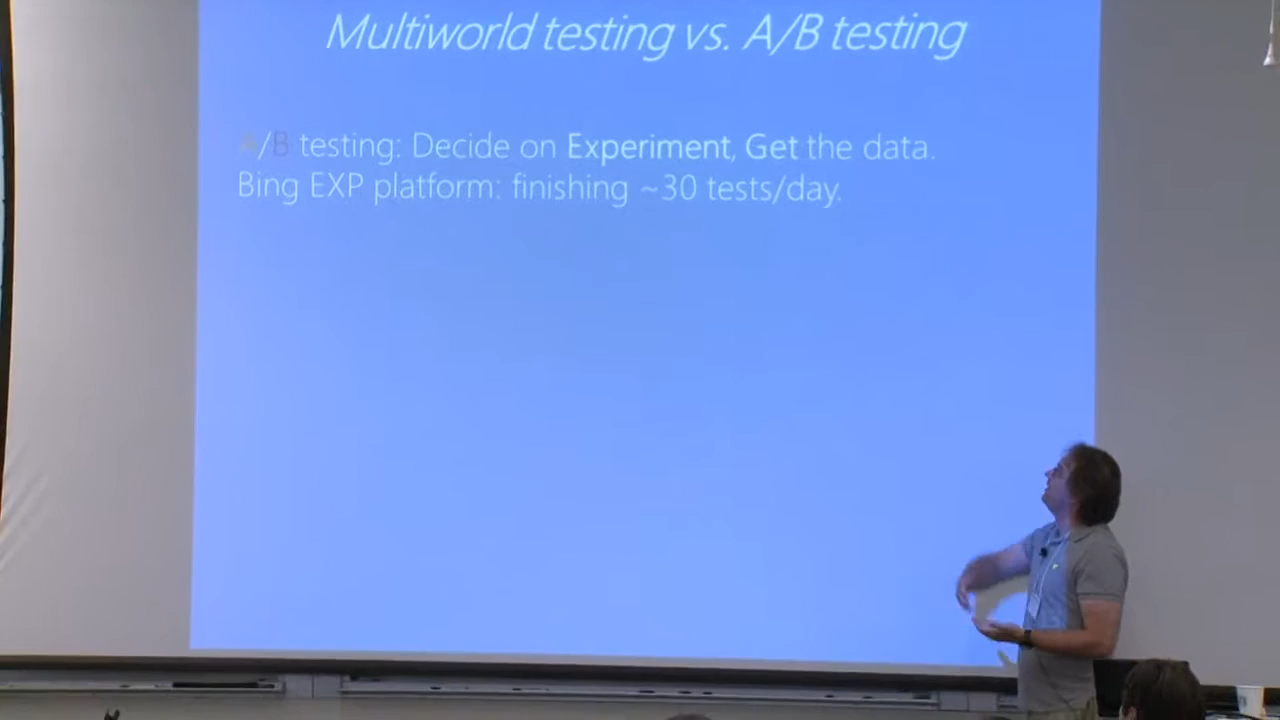 Multiworld testing vs. A/B testing
A/B testing: Decide on Experiment, Get the data.
Bing EXP platform: finishing ~30 tests/day.